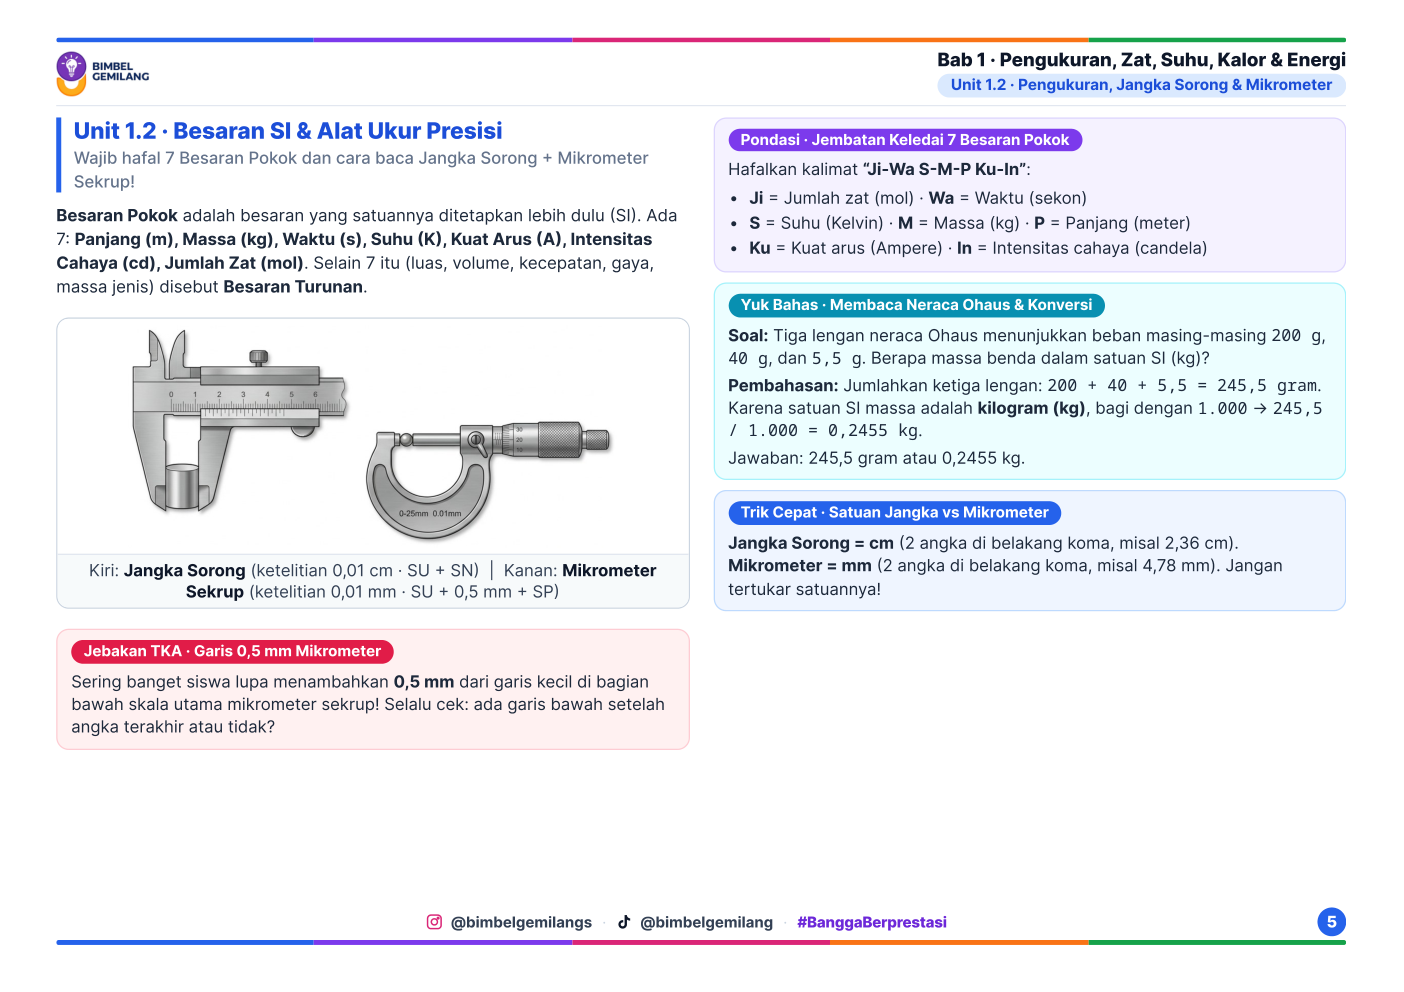 BIMBEL
GEMILANG
Bab 1 · Pengukuran, Zat, Suhu, Kalor & Energi
Unit 1.2 · Pengukuran, Jangka Sorong & Mikrometer
Unit 1.2 · Besaran SI & Alat Ukur Presisi
Wajib hafal 7 Besaran Pokok dan cara baca Jangka Sorong + Mikrometer
Sekrup!
Besaran Pokok adalah besaran yang satuannya ditetapkan lebih dulu (SI). Ada
7: Panjang (m), Massa (kg), Waktu (s), Suhu (K), Kuat Arus (A), Intensitas
Cahaya (cd), Jumlah Zat (mol). Selain 7 itu (luas, volume, kecepatan, gaya,
massa jenis) disebut Besaran Turunan.
0 1 2 3 4 5 6
30
20
10
0-25mm 0.01mm
Kiri: Jangka Sorong (ketelitian 0,01 cm · SU + SN) | Kanan: Mikrometer
Sekrup (ketelitian 0,01 mm · SU + 0,5 mm + SP)
Jebakan TKA · Garis 0,5 mm Mikrometer
Sering banget siswa lupa menambahkan 0,5 mm dari garis kecil di bagian
bawah skala utama mikrometer sekrup! Selalu cek: ada garis bawah setelah
angka terakhir atau tidak?
Pondasi · Jembatan Keledai 7 Besaran Pokok
Hafalkan kalimat “Ji-Wa S-M-P Ku-In”:
• Ji = Jumlah zat (mol) · Wa = Waktu (sekon)
• S = Suhu (Kelvin) · M = Massa (kg) · P = Panjang (meter)
• Ku = Kuat arus (Ampere) · In = Intensitas cahaya (candela)
Yuk Bahas · Membaca Neraca Ohaus & Konversi
Soal: Tiga lengan neraca Ohaus menunjukkan beban masing-masing 200 g,
40 g, dan 5,5 g. Berapa massa benda dalam satuan SI (kg)?
Pembahasan: Jumlahkan ketiga lengan: 200 + 40 + 5,5 = 245,5 gram.
Karena satuan SI massa adalah kilogram (kg), bagi dengan 1.000 → 245,5
/ 1.000 = 0,2455 kg.
Jawaban: 245,5 gram atau 0,2455 kg.
Trik Cepat · Satuan Jangka vs Mikrometer
Jangka Sorong = cm (2 angka di belakang koma, misal 2,36 cm).
Mikrometer = mm (2 angka di belakang koma, misal 4,78 mm). Jangan
tertukar satuannya!
@bimbelgemilangs · @bimbelgemilang · #BanggaBerprestasi
5